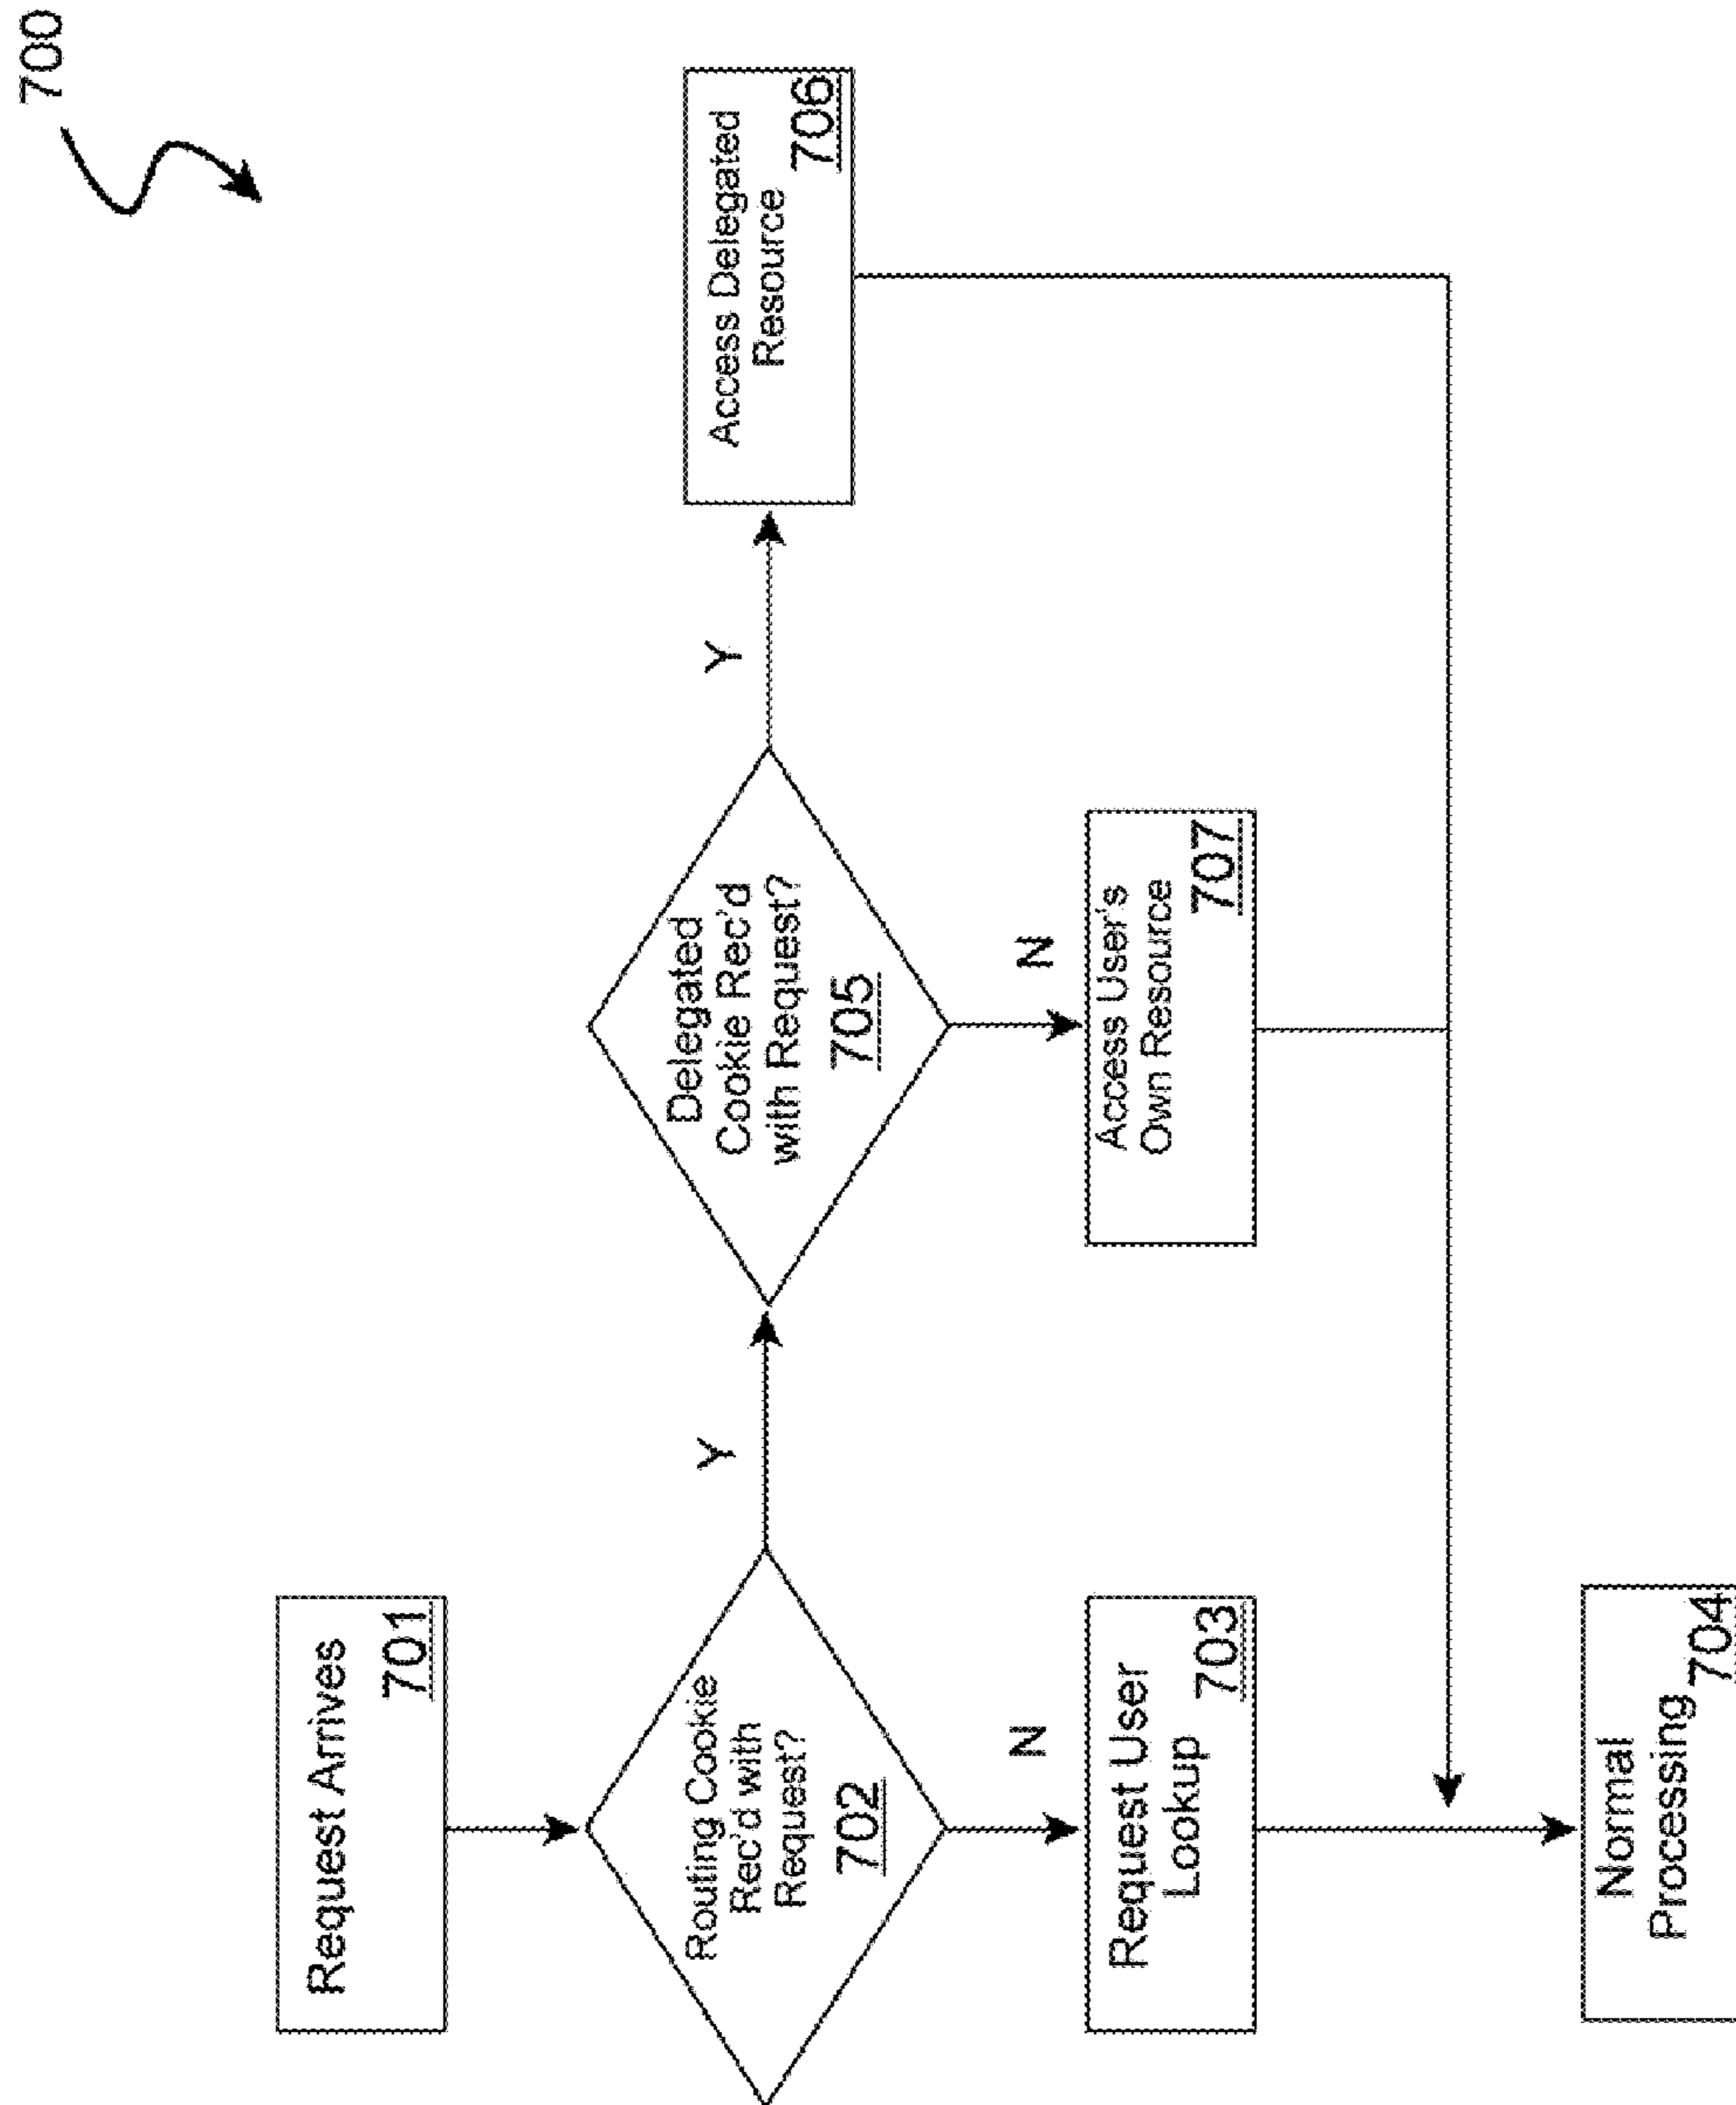 700
Request Arrives
701
Routing Cookie
Rec'd with
Request?
702
Y
N
Request User
Lookup
703
Normal
Processing
704
Delegated
Cookie Rec'd
with Request?
705
Y
N
Access Delegated
Resource
706
Access User's
Own Resource
707